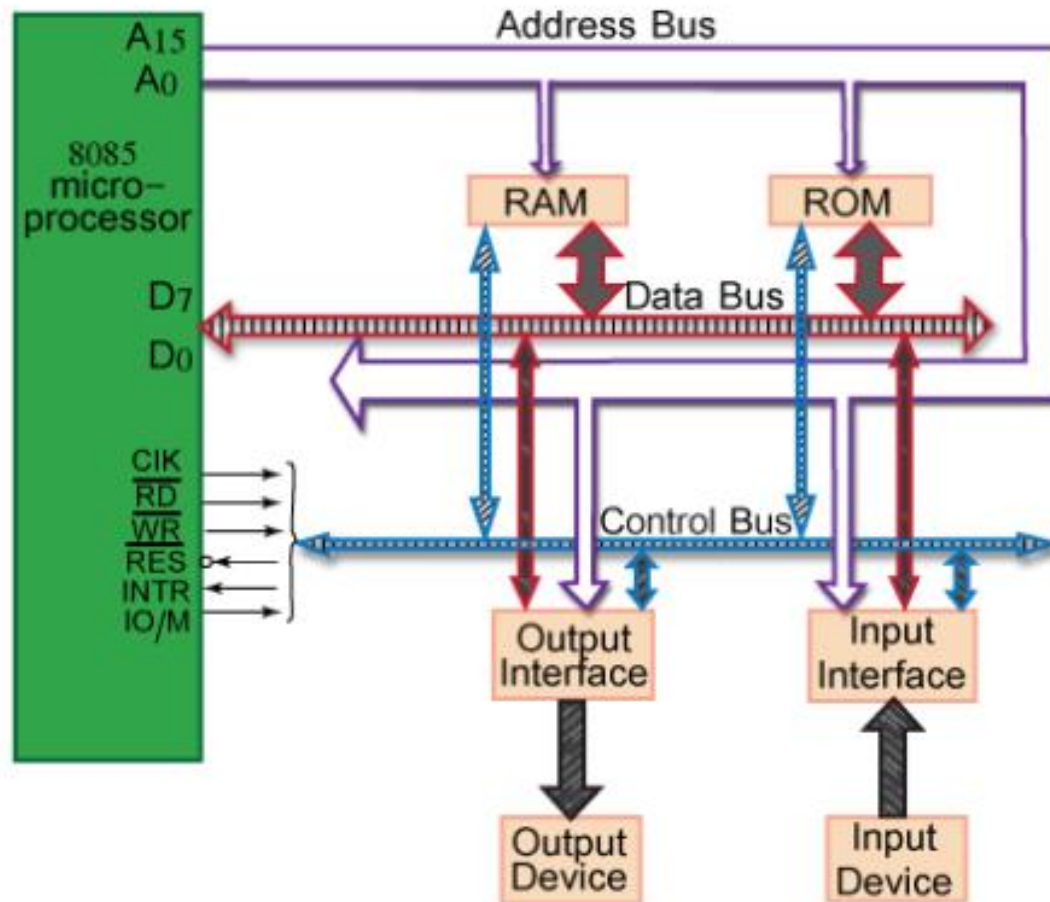 Address Bus
A15
A0
8085
micro-
processor
RAM
ROM
D7
Data Bus
D0
CIK
RD
WR
Control Bus
RES
INTR
IO/M
Output
Interface
Input
Interface
Output
Device
Input
Device